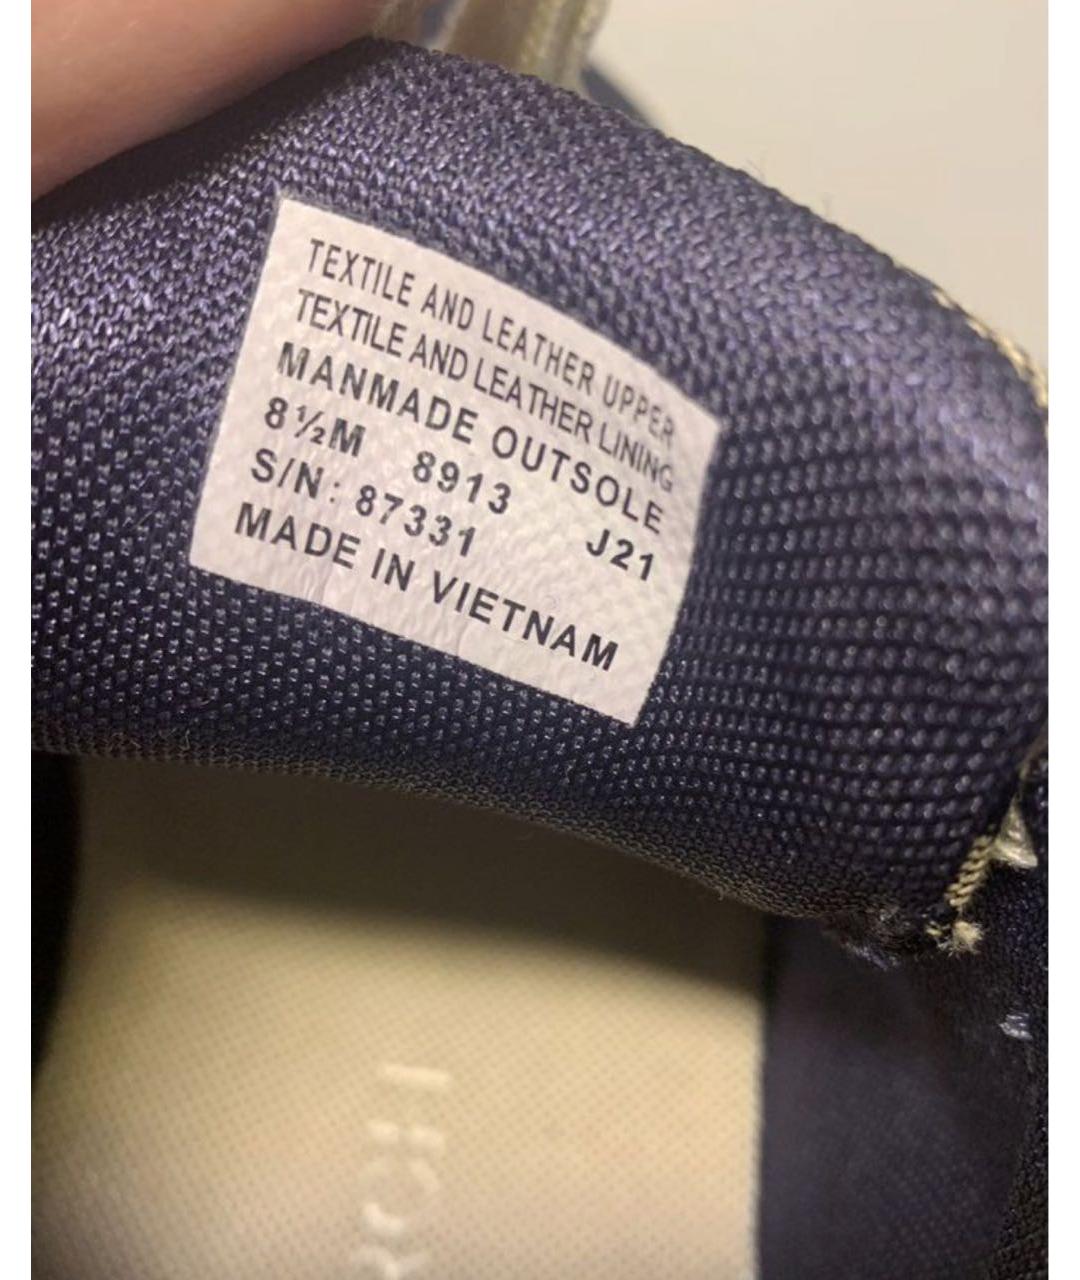 TEXTILE AND LEATHER UPPER
TEXTILE AND LEATHER LINING
MANMADE OUTSOLE
8½M 8913 J21
S/N: 87331
MADE IN VIETNAM